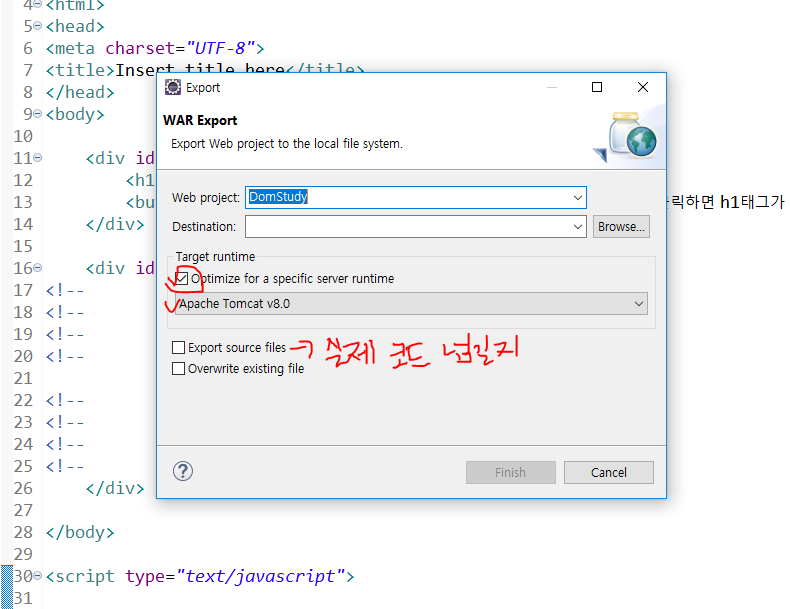 4 <html>
5 <head>
6 <meta charset="UTF-8">
7 <title>Insert title here</title>
8 </head>
9 <body>
10
11 <div id
12 <h1
13 <bu
릭하면 h1태그가
14 </div>
15
16 <div id
17 <!--
18 <!--
19 <!--
20 <!--
21
22 <!--
23 <!--
24 <!--
25 <!--
26 </div>
27
28 </body>
29
30 <script type="text/javascript">
31
Export
WAR Export
Export Web project to the local file system.
Web project: DomStudy
Destination:
Browse...
Target runtime
Optimize for a specific server runtime
Apache Tomcat v8.0
Export source files → 실제 코드 넘길지
Overwrite existing file
?
Finish
Cancel